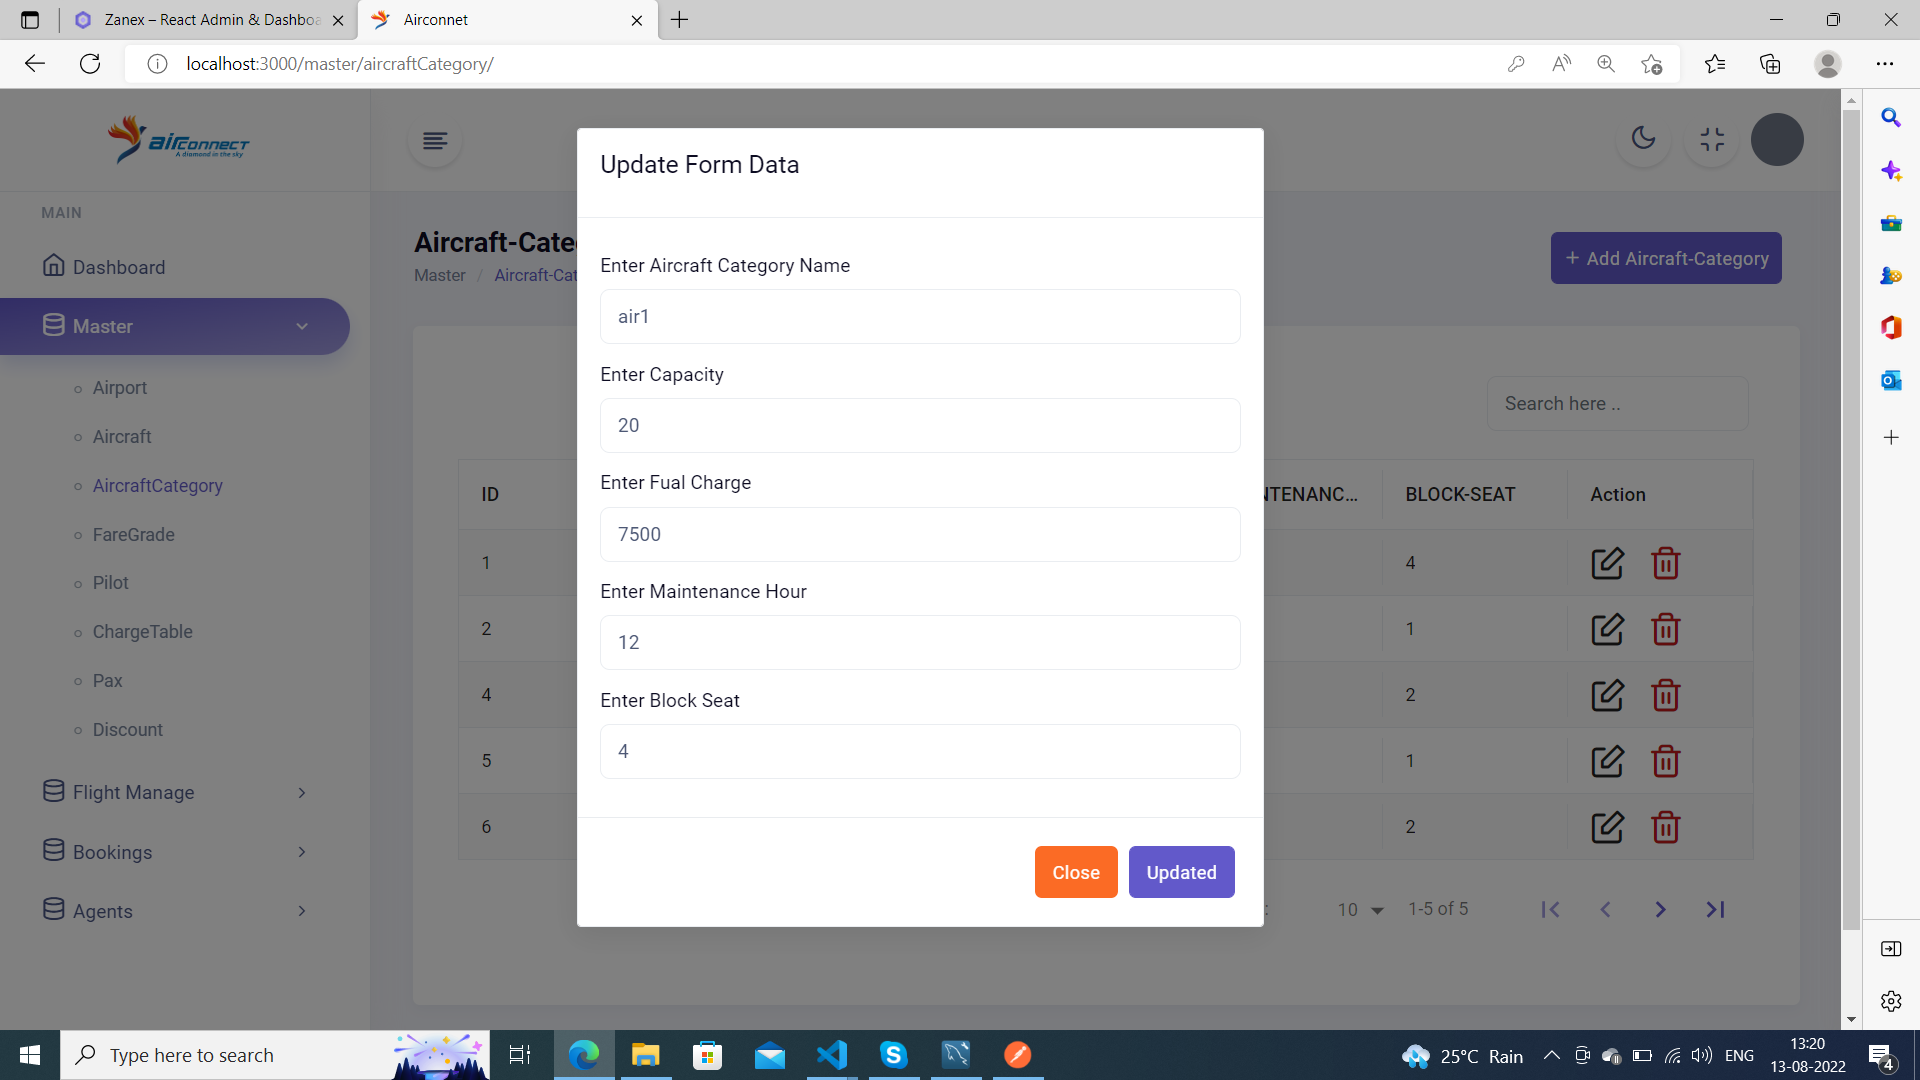 Zanex – React Admin & Dashboa
Airconnet
localhost:3000/master/aircraftCategory/
airconnect
A diamond in the sky
MAIN
Dashboard
Master
Airport
Aircraft
AircraftCategory
FareGrade
Pilot
ChargeTable
Pax
Discount
Flight Manage
Bookings
Agents
Aircraft-Cate
Master / Aircraft-Cat
+ Add Aircraft-Category
Search here ..
ID NTENANC... BLOCK-SEAT Action
1 4
2 1
4 2
5 1
6 2
: 10 1-5 of 5
Update Form Data
Enter Aircraft Category Name
air1
Enter Capacity
20
Enter Fual Charge
7500
Enter Maintenance Hour
12
Enter Block Seat
4
Close Updated
Type here to search
25°C Rain
ENG
13:20
13-08-2022
4